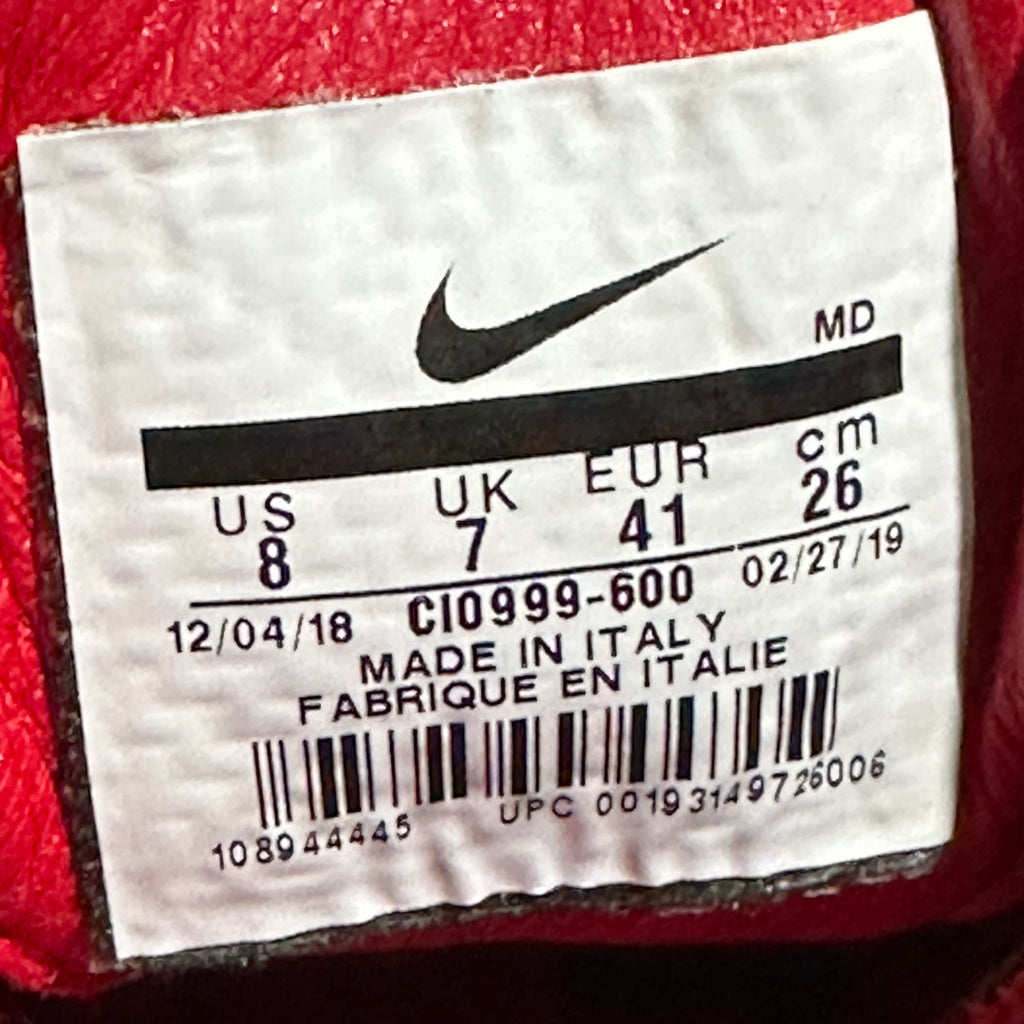 MD
US UK EUR cm
8 7 41 26
12/04/18 CI0999-600 02/27/19
MADE IN ITALY
FABRIQUE EN ITALIE
108944445 UPC 00193149726006